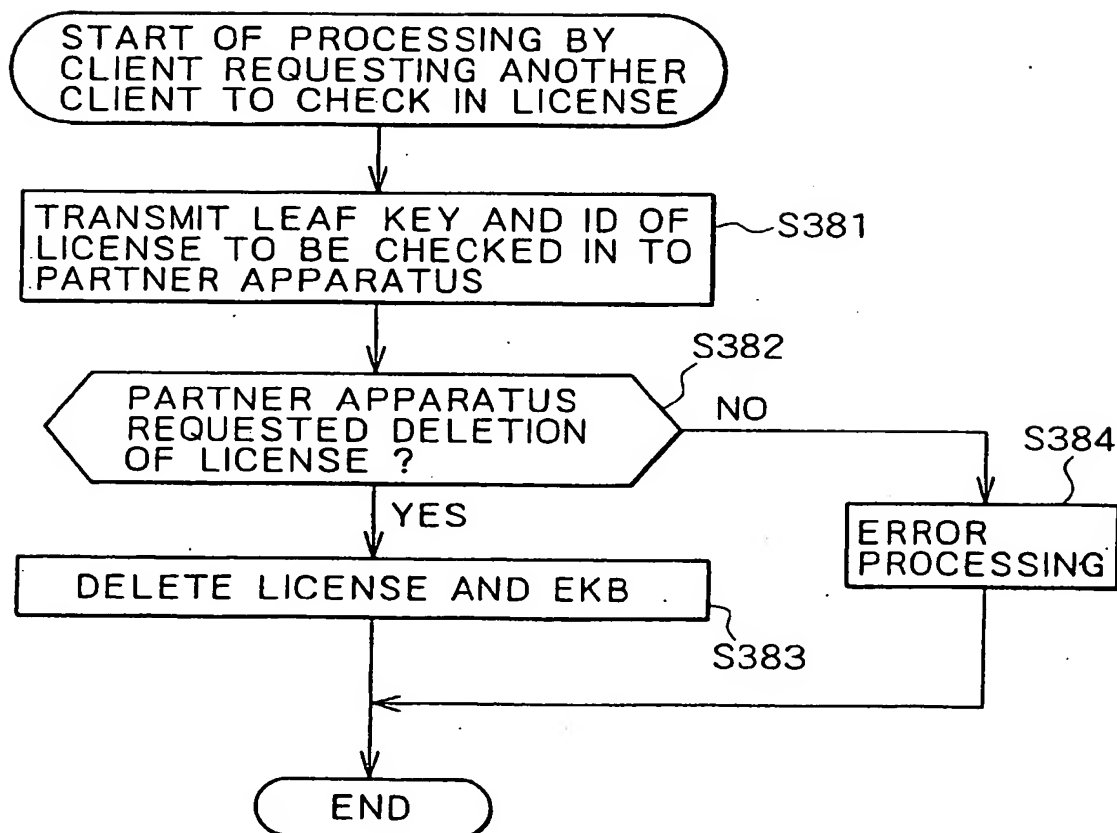 START OF PROCESSING BY
CLIENT REQUESTING ANOTHER
CLIENT TO CHECK IN LICENSE
TRANSMIT LEAF KEY AND ID OF
LICENSE TO BE CHECKED IN TO
PARTNER APPARATUS
S381
PARTNER APPARATUS
REQUESTED DELETION
OF LICENSE ?
S382
NO
YES
S384
ERROR
PROCESSING
DELETE LICENSE AND EKB
S383
END